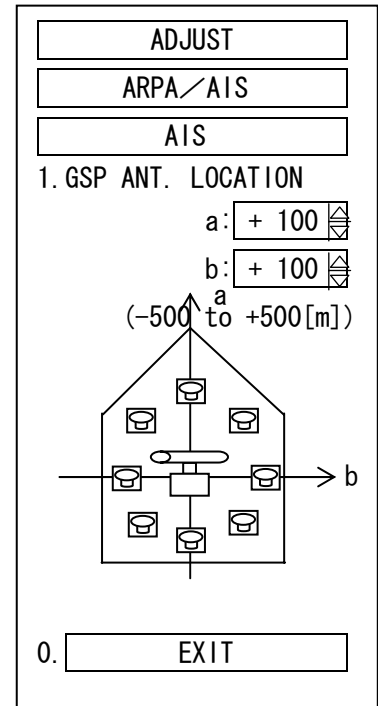 ADJUST
ARPA／AIS
AIS
1. GSP ANT. LOCATION
a: + 100
b: + 100
a
(-500 to +500[m])
b
0. EXIT